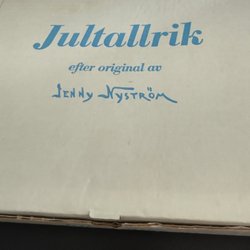 Jultallrik
efter original av
JENNY NYSTRÖM